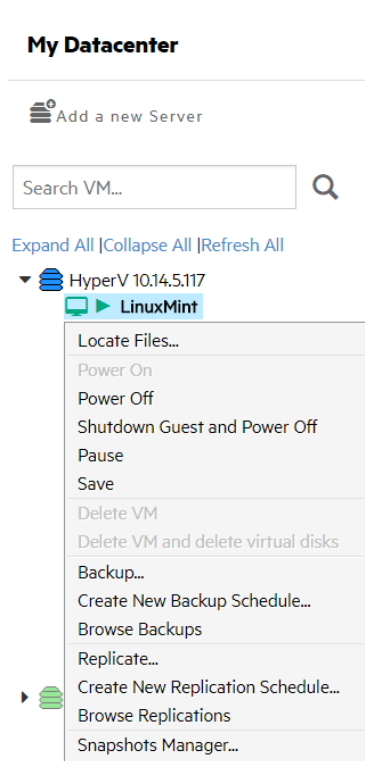 My Datacenter
Add a new Server
Search VM...
Expand All |Collapse All |Refresh All
HyperV 10.14.5.117
LinuxMint
Locate Files...
Power On
Power Off
Shutdown Guest and Power Off
Pause
Save
Delete VM
Delete VM and delete virtual disks
Backup...
Create New Backup Schedule...
Browse Backups
Replicate...
Create New Replication Schedule...
Browse Replications
Snapshots Manager...